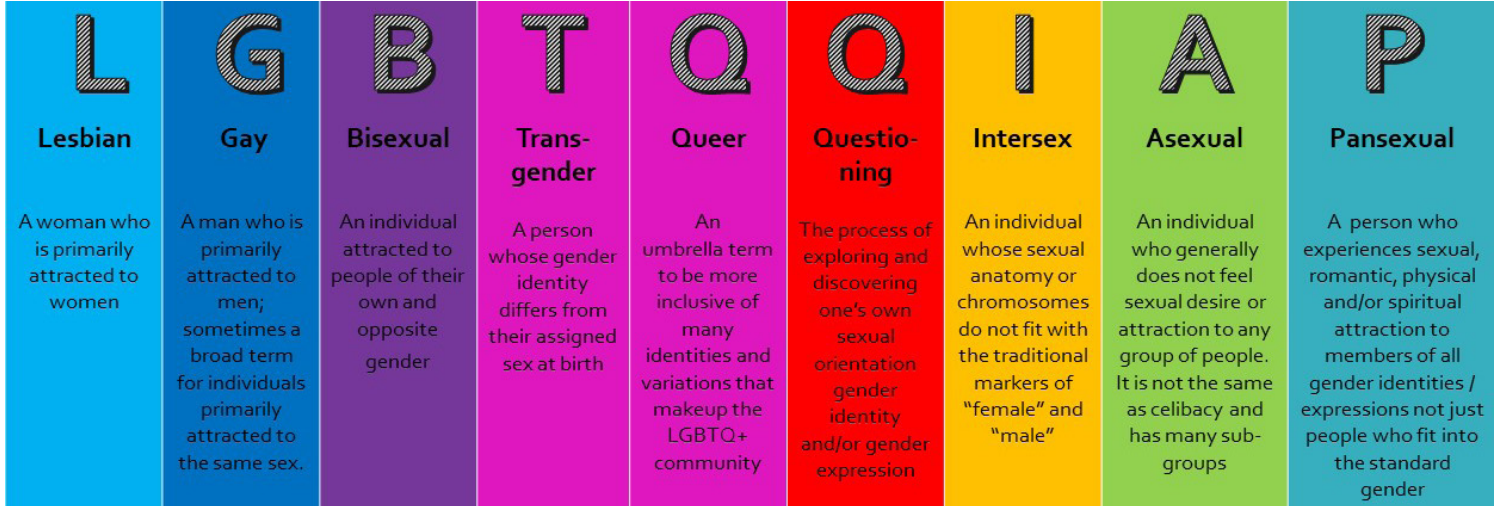 L
Lesbian
A woman who
is primarily
attracted to
women
G
Gay
A man who is
primarily
attracted to
men;
sometimes a
broad term
for individuals
primarily
attracted to
the same sex.
B
Bisexual
An individual
attracted to
people of their
own and
opposite
gender
T
Trans-
gender
A person
whose gender
identity
differs from
their assigned
sex at birth
Q
Queer
An
umbrella term
to be more
inclusive of
many
identities and
variations that
makeup the
LGBTQ+
community
Q
Questio-
ning
The process of
exploring and
discovering
one's own
sexual
orientation
gender
identity
and/or gender
expression
I
Intersex
An individual
whose sexual
anatomy or
chromosomes
do not fit with
the traditional
markers of
"female" and
"male"
A
Asexual
An individual
who generally
does not feel
sexual desire or
attraction to any
group of people.
It is not the same
as celibacy and
has many sub-
groups
P
Pansexual
A person who
experiences sexual,
romantic, physical
and/or spiritual
attraction to
members of all
gender identities /
expressions not just
people who fit into
the standard
gender